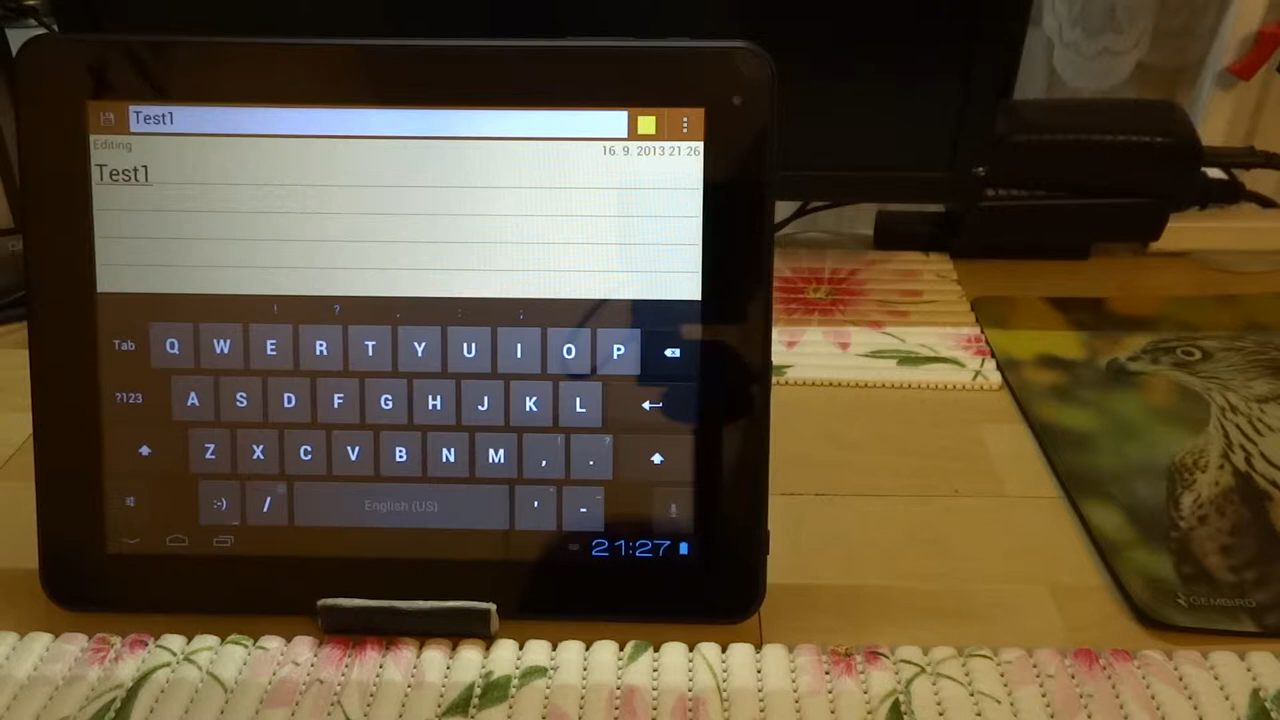 Test1
Editing
16. 9. 2013 21:26
Test1
! ? , : ;
Tab Q W E R T Y U I O P
?123 A S D F G H J K L
Z X C V B N M , ! . ?
:-) / English (US) ' -
21:27
GEMBIRD